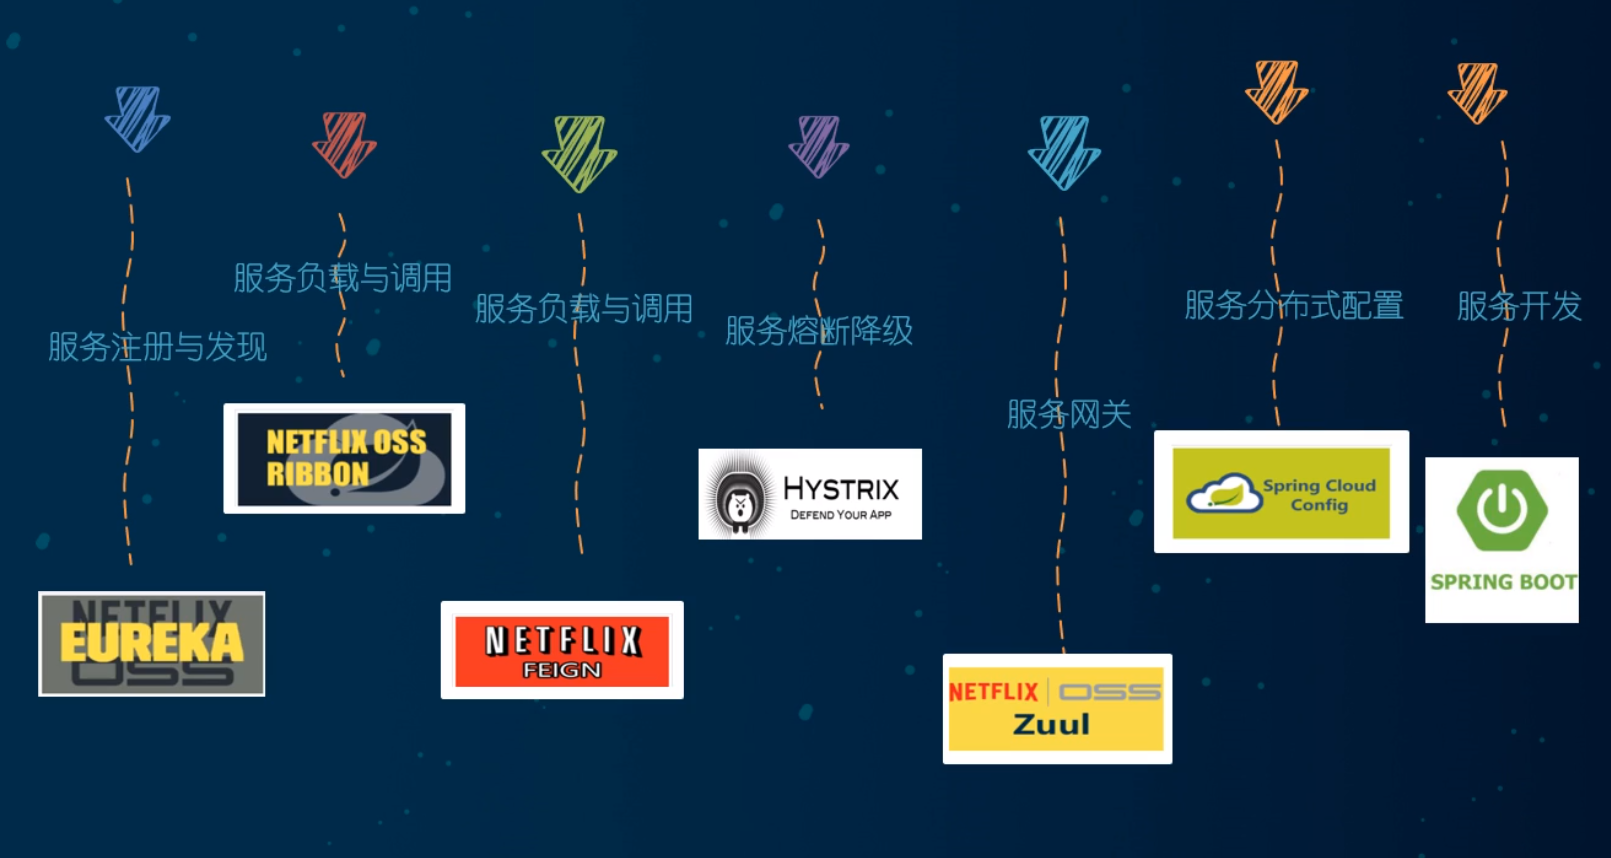 服务注册与发现
NETFLIX
EUREKA
OSS
服务负载与调用
NETFLIX OSS
RIBBON
服务负载与调用
NETFLIX
FEIGN
服务熔断降级
HYSTRIX
DEFEND YOUR APP
服务网关
NETFLIX | OSS
Zuul
服务分布式配置
Spring Cloud
Config
服务开发
SPRING BOOT